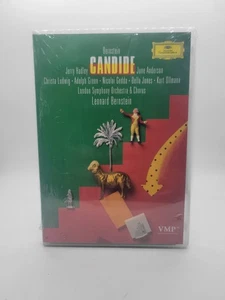 Bernstein
CANDIDE
Jerry Hadley June Anderson
Christa Ludwig · Adolph Green · Nicolai Gedda · Della Jones · Kurt Ollmann
London Symphony Orchestra & Chorus
Leonard Bernstein
VMP